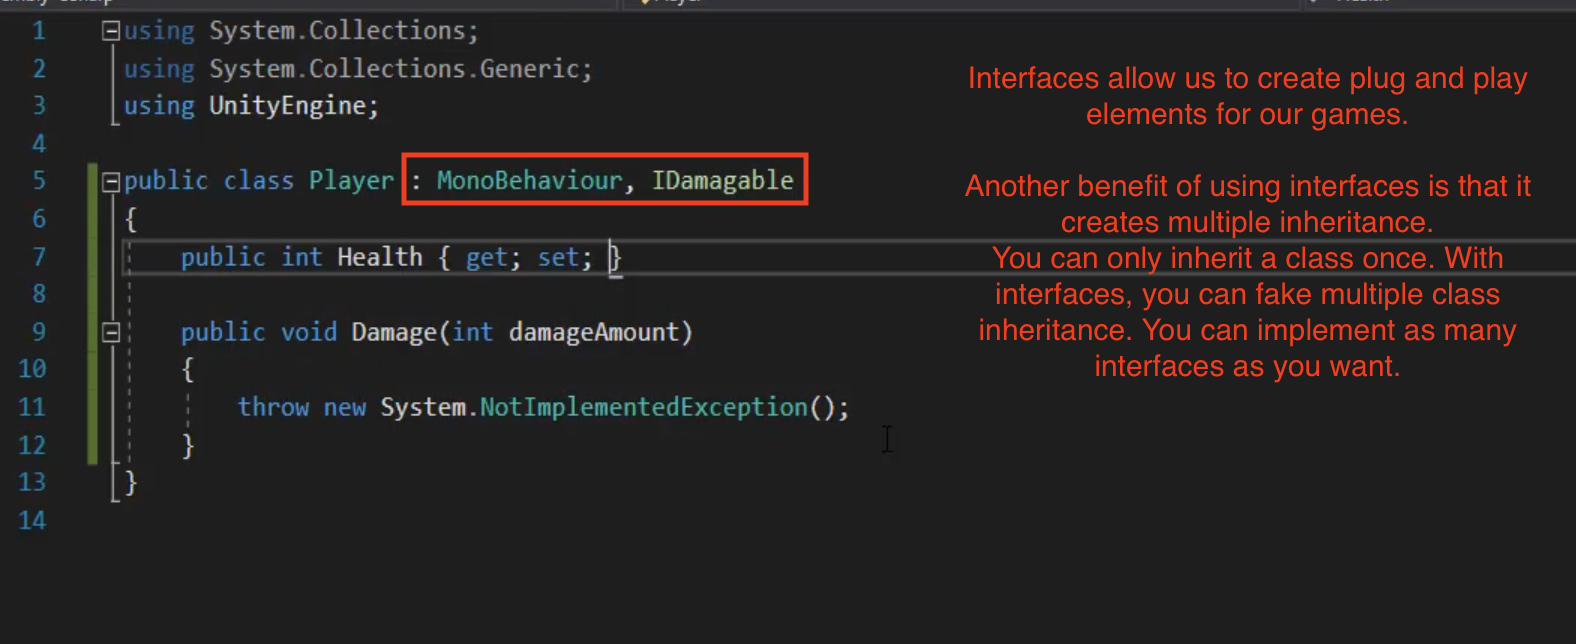 Player
1 using System.Collections;
2 using System.Collections.Generic;
3 using UnityEngine;
4
5 public class Player : MonoBehaviour, IDamagable
6 {
7 public int Health { get; set; }
8
9 public void Damage(int damageAmount)
10 {
11 throw new System.NotImplementedException();
12 }
13 }
14
Interfaces allow us to create plug and play
elements for our games.
Another benefit of using interfaces is that it
creates multiple inheritance.
You can only inherit a class once. With
interfaces, you can fake multiple class
inheritance. You can implement as many
interfaces as you want.